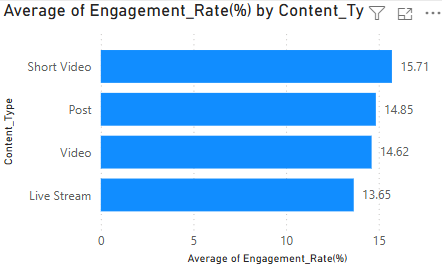 Average of Engagement_Rate(%) by Content_Ty
Short Video
15.71
Post
14.85
Video
14.62
Live Stream
13.65
Content_Type
0
5
10
15
Average of Engagement_Rate(%)